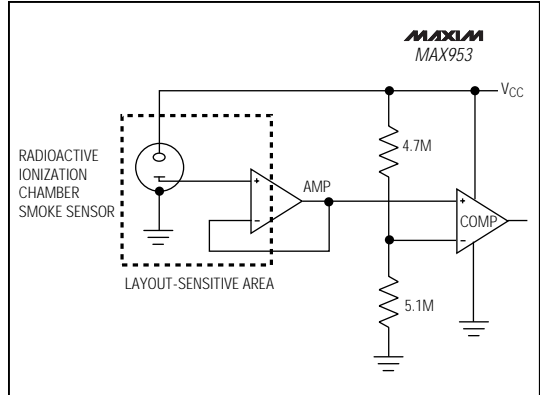 MAXIM
MAX953
VCC
4.7M
RADIOACTIVE
IONIZATION
CHAMBER
SMOKE SENSOR
+
AMP
-
+
COMP
-
5.1M
LAYOUT-SENSITIVE AREA